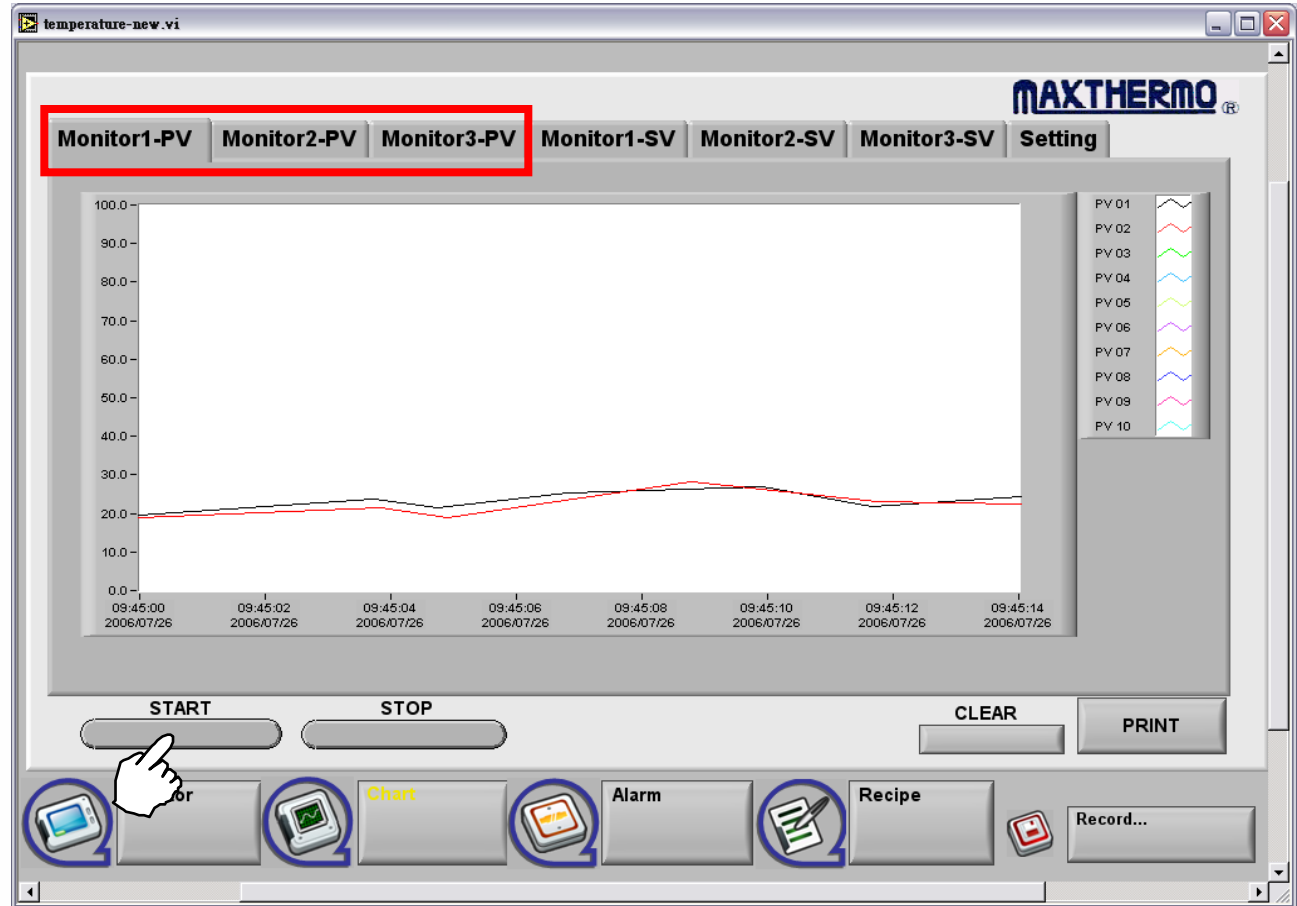 temperature-new.vi
MAXTHERMO ®
Monitor1-PV Monitor2-PV Monitor3-PV Monitor1-SV Monitor2-SV Monitor3-SV Setting
100.0
90.0
80.0
70.0
60.0
50.0
40.0
30.0
20.0
10.0
0.0
09:45:00 09:45:02 09:45:04 09:45:06 09:45:08 09:45:10 09:45:12 09:45:14
2006/07/26 2006/07/26 2006/07/26 2006/07/26 2006/07/26 2006/07/26 2006/07/26 2006/07/26
PV 01
PV 02
PV 03
PV 04
PV 05
PV 06
PV 07
PV 08
PV 09
PV 10
START STOP CLEAR PRINT
Chart Alarm Recipe Record...